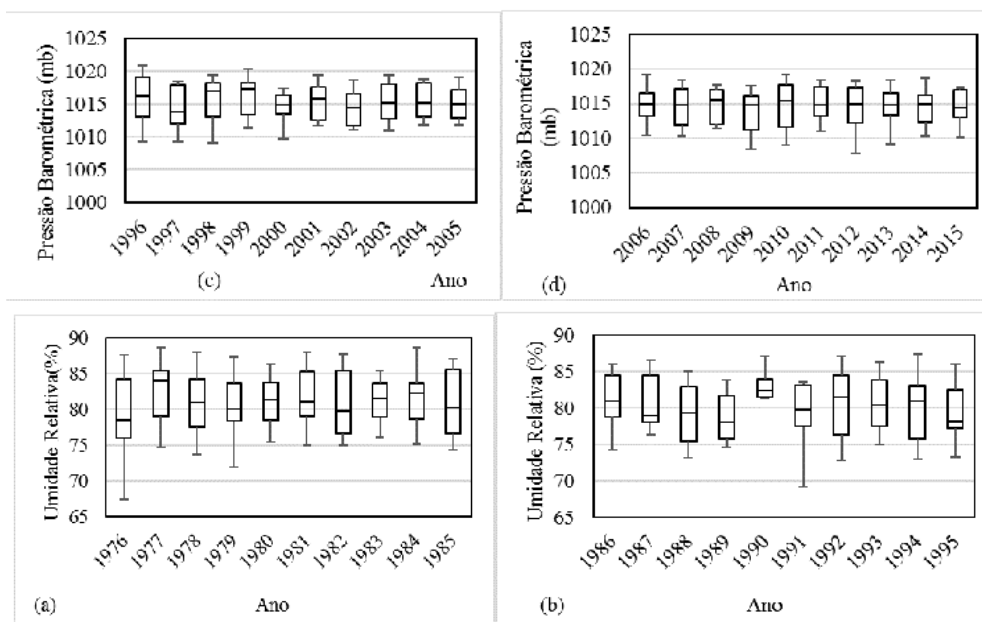 Pressão Barométrica (mb)
1025
1020
1015
1010
1005
1000
1996 1997 1998 1999 2000 2001 2002 2003 2004 2005
(c) Ano
Pressão Barométrica (mb)
1025
1020
1015
1010
1005
1000
2006 2007 2008 2009 2010 2011 2012 2013 2014 2015
(d) Ano
Umidade Relativa(%)
90
85
80
75
70
65
1976 1977 1978 1979 1980 1981 1982 1983 1984 1985
(a) Ano
Umidade Relativa (%)
90
85
80
75
70
65
1986 1987 1988 1989 1990 1991 1992 1993 1994 1995
(b) Ano